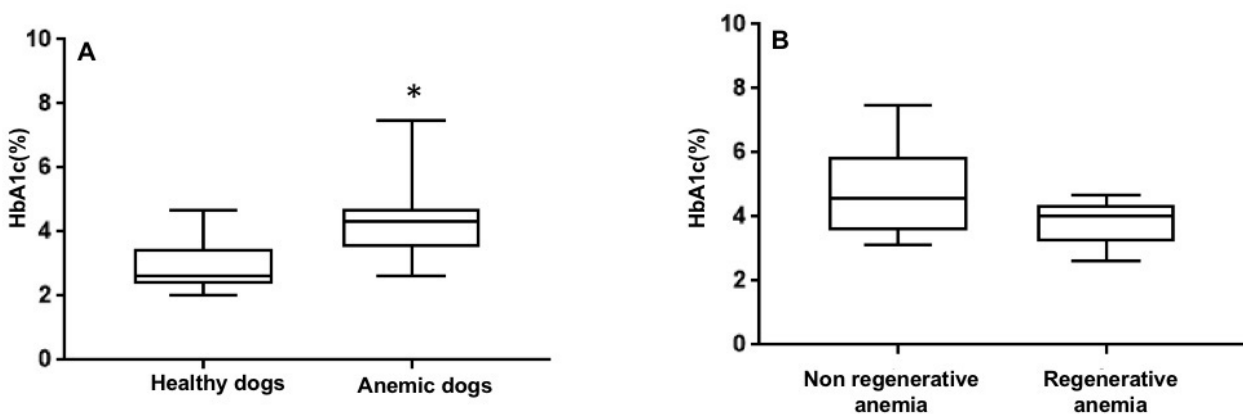 A
HbA1c(%)
10
8
6
4
2
0
*
Healthy dogs
Anemic dogs
B
HbA1c(%)
10
8
6
4
2
0
Non regenerative
anemia
Regenerative
anemia